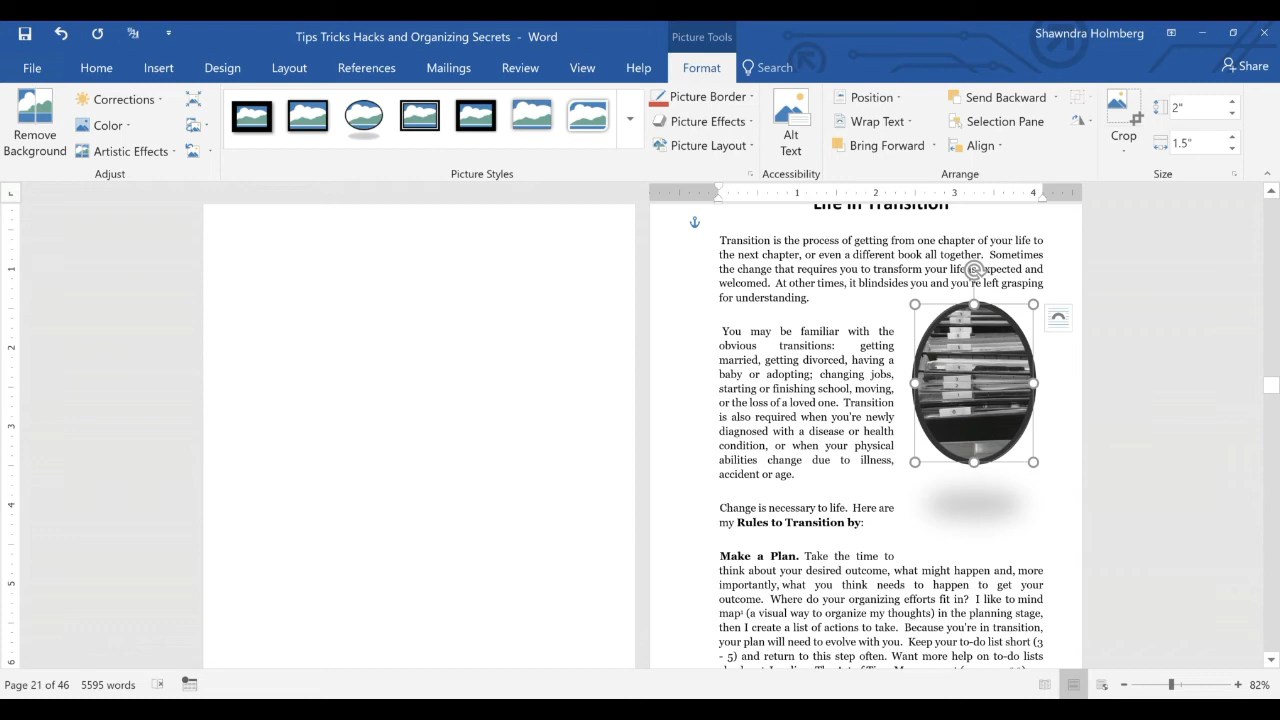 Tips Tricks Hacks and Organizing Secrets - Word
Picture Tools
Shawndra Holmberg
File
Home
Insert
Design
Layout
References
Mailings
Review
View
Help
Format
Search
Share
Remove
Background
Corrections
Color
Artistic Effects
Adjust
Picture Styles
Picture Border
Picture Effects
Picture Layout
Alt
Text
Accessibility
Position
Wrap Text
Bring Forward
Send Backward
Selection Pane
Align
Arrange
Crop
2"
1.5"
Size
1 2 3 4
1
2
3
4
5
6
Life in Transition
Transition is the process of getting from one chapter of your life to
the next chapter, or even a different book all together. Sometimes
the change that requires you to transform your life is expected and
welcomed. At other times, it blindsides you and you're left grasping
for understanding.
You may be familiar with the
obvious transitions: getting
married, getting divorced, having a
baby or adopting; changing jobs,
starting or finishing school, moving,
or the loss of a loved one. Transition
is also required when you're newly
diagnosed with a disease or health
condition, or when your physical
abilities change due to illness,
accident or age.
Change is necessary to life. Here are
my Rules to Transition by:
Make a Plan. Take the time to
think about your desired outcome, what might happen and, more
importantly, what you think needs to happen to get your
outcome. Where do your organizing efforts fit in? I like to mind
map¹ (a visual way to organize my thoughts) in the planning stage,
then I create a list of actions to take. Because you're in transition,
your plan will need to evolve with you. Keep your to-do list short (3
- 5) and return to this step often. Want more help on to-do lists
Page 21 of 46
5595 words
82%